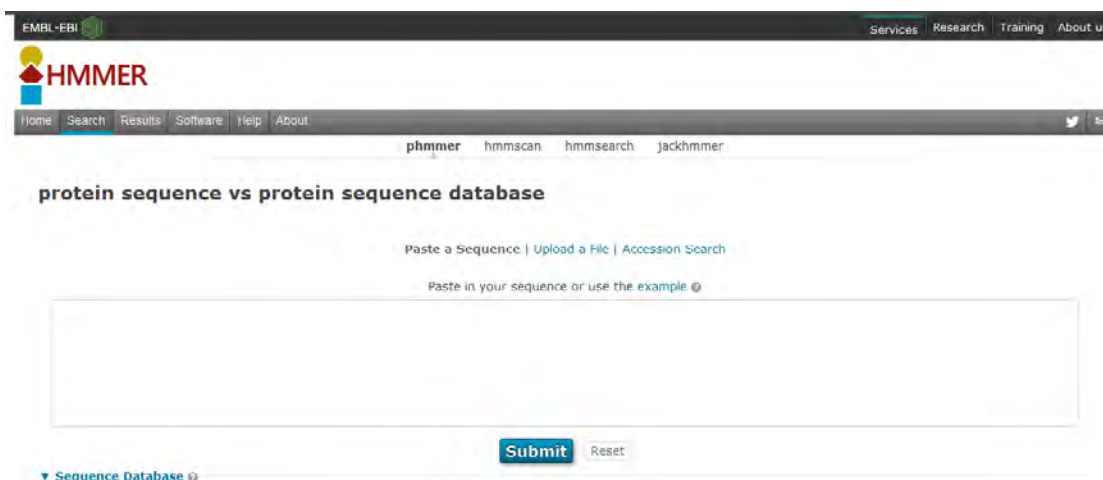 EMBL-EBI Services Research Training About u
HMMER
Home Search Results Software Help About
phmmer hmmscan hmmsearch jackhmmer
protein sequence vs protein sequence database
Paste a Sequence | Upload a File | Accession Search
Paste in your sequence or use the example
Submit Reset
▼ Sequence Database